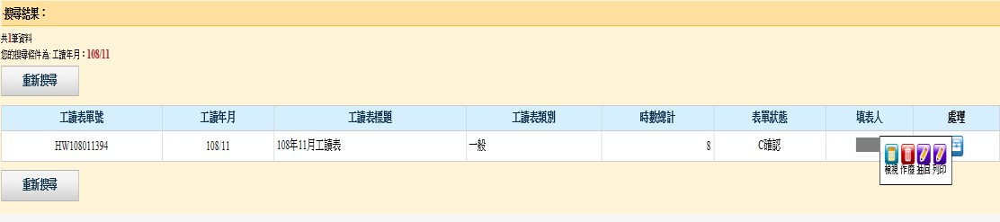 搜尋結果：
共1筆資料
您的搜尋條件為: 工讀年月：108/11
重新搜尋
工讀表單號 工讀年月 工讀表標題 工讀表類別 時數總計 表單狀態 填表人 處理
HW108011394 108/11 108年11月工讀表 一般 8 C確認
檢視 作廢 抽回 列印
重新搜尋